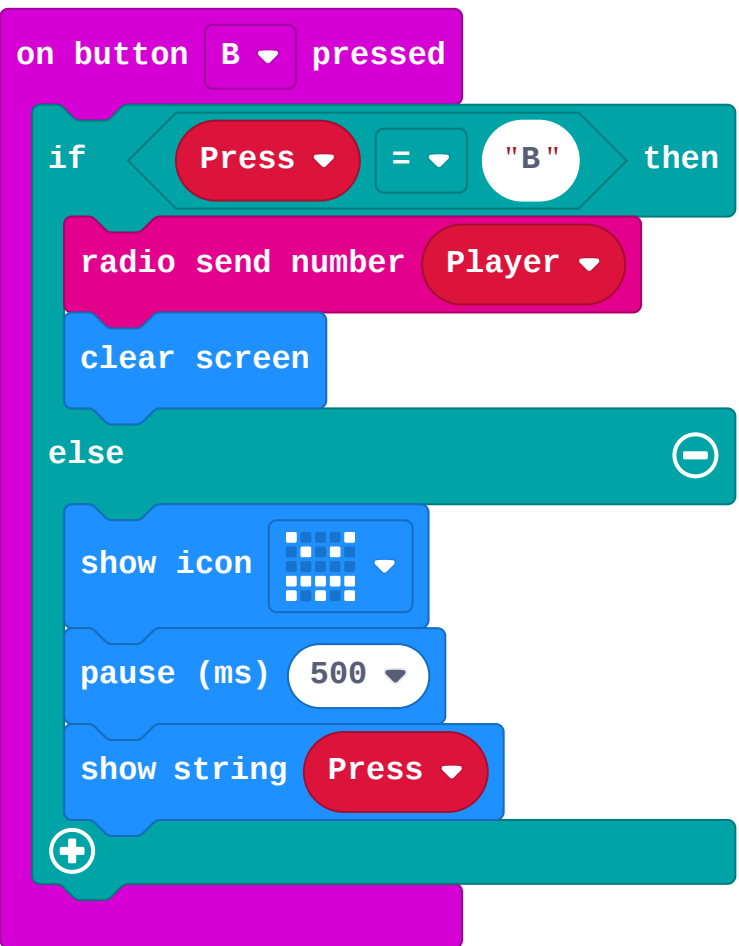 on button B pressed
if Press = "B" then
radio send number Player
clear screen
else
show icon
pause (ms) 500
show string Press